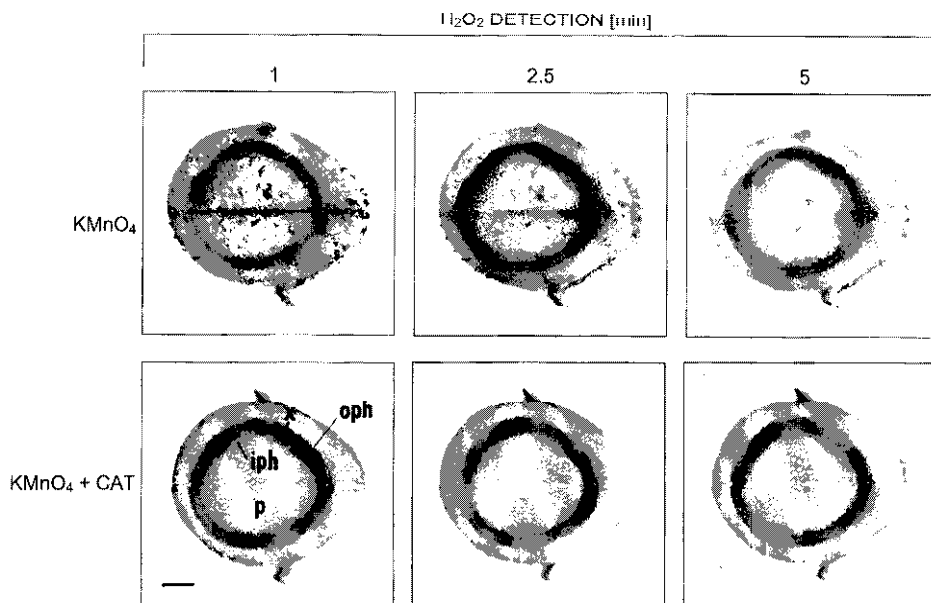 H₂O₂ DETECTION [min]
1 2.5 5
KMnO₄
KMnO₄ + CAT
x
oph
iph
p